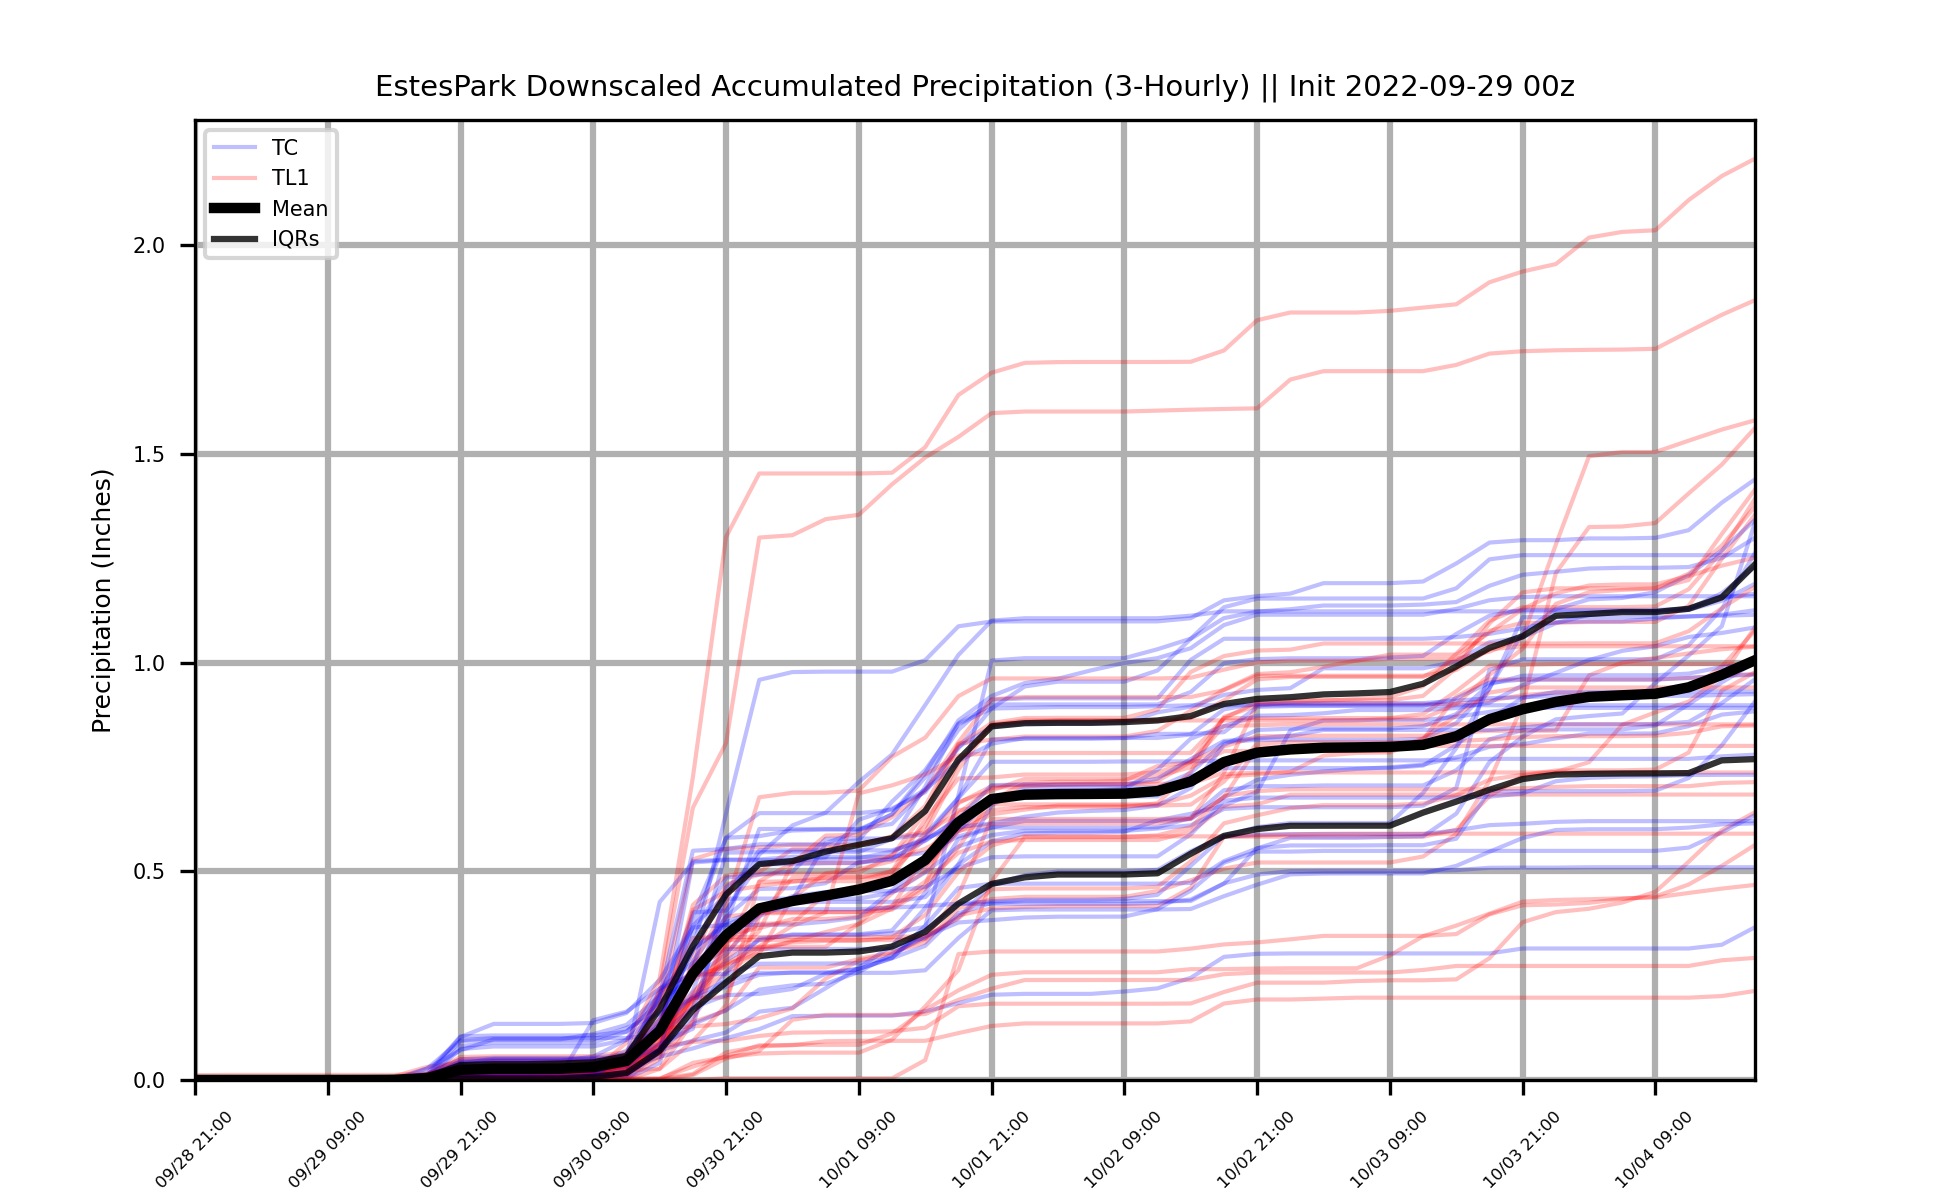 EstesPark Downscaled Accumulated Precipitation (3-Hourly) || Init 2022-09-29 00z
TC
TL1
Mean
IQRs
Precipitation (Inches)
2.0
1.5
1.0
0.5
0.0
09/28 21:00
09/29 09:00
09/29 21:00
09/30 09:00
09/30 21:00
10/01 09:00
10/01 21:00
10/02 09:00
10/02 21:00
10/03 09:00
10/03 21:00
10/04 09:00